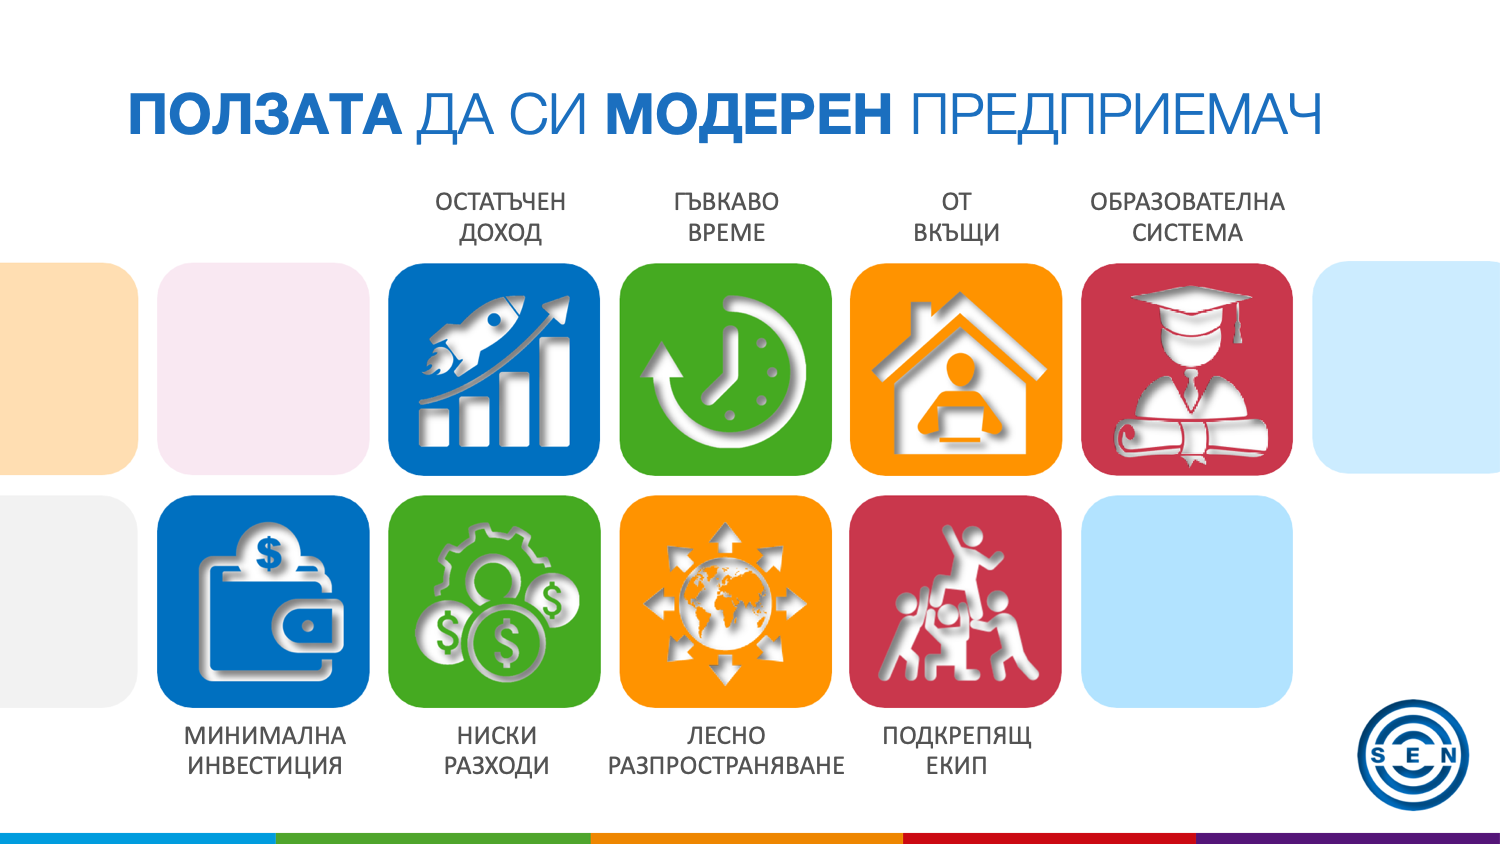 ПОЛЗАТА ДА СИ МОДЕРЕН ПРЕДПРИЕМАЧ
ОСТАТЪЧЕН
ДОХОД
ГЪВКАВО
ВРЕМЕ
ОТ
ВКЪЩИ
ОБРАЗОВАТЕЛНА
СИСТЕМА
$
$
$
$
МИНИМАЛНА
ИНВЕСТИЦИЯ
НИСКИ
РАЗХОДИ
ЛЕСНО
РАЗПРОСТРАНЯВАНЕ
ПОДКРЕПЯЩ
ЕКИП
SEN